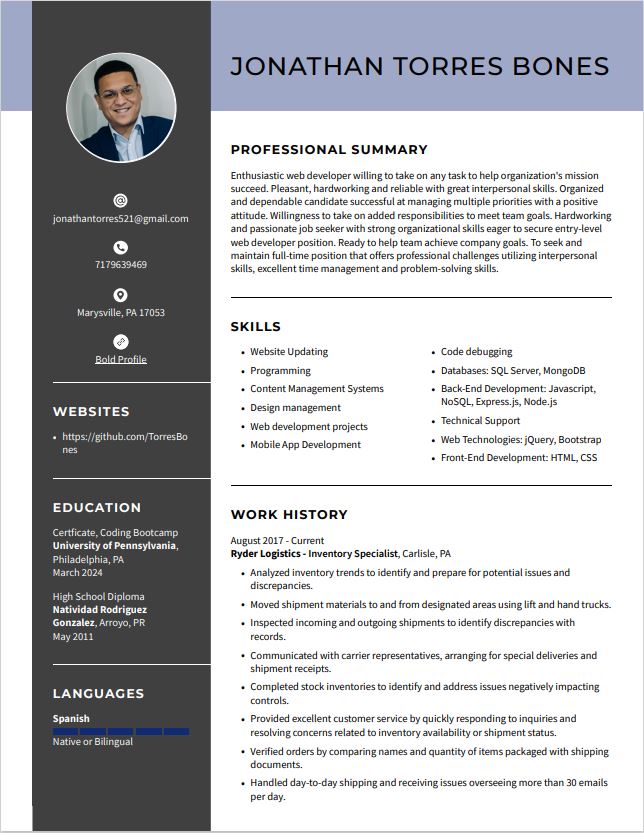 JONATHAN TORRES BONES
jonathantorres521@gmail.com
7179639469
Marysville, PA 17053
Bold Profile
WEBSITES
• https://github.com/TorresBo
nes
EDUCATION
Certficate, Coding Bootcamp
University of Pennsylvania,
Philadelphia, PA
March 2024
High School Diploma
Natividad Rodriguez
Gonzalez, Arroyo, PR
May 2011
LANGUAGES
Spanish
Native or Bilingual
PROFESSIONAL SUMMARY
Enthusiastic web developer willing to take on any task to help organization's mission
succeed. Pleasant, hardworking and reliable with great interpersonal skills. Organized
and dependable candidate successful at managing multiple priorities with a positive
attitude. Willingness to take on added responsibilities to meet team goals. Hardworking
and passionate job seeker with strong organizational skills eager to secure entry-level
web developer position. Ready to help team achieve company goals. To seek and
maintain full-time position that offers professional challenges utilizing interpersonal
skills, excellent time management and problem-solving skills.
SKILLS
• Website Updating
• Programming
• Content Management Systems
• Design management
• Web development projects
• Mobile App Development
• Code debugging
• Databases: SQL Server, MongoDB
• Back-End Development: Javascript,
NoSQL, Express.js, Node.js
• Technical Support
• Web Technologies: jQuery, Bootstrap
• Front-End Development: HTML, CSS
WORK HISTORY
August 2017 - Current
Ryder Logistics - Inventory Specialist, Carlisle, PA
• Analyzed inventory trends to identify and prepare for potential issues and
discrepancies.
• Moved shipment materials to and from designated areas using lift and hand trucks.
• Inspected incoming and outgoing shipments to identify discrepancies with
records.
• Communicated with carrier representatives, arranging for special deliveries and
shipment receipts.
• Completed stock inventories to identify and address issues negatively impacting
controls.
• Provided excellent customer service by quickly responding to inquiries and
resolving concerns related to inventory availability or shipment status.
• Verified orders by comparing names and quantity of items packaged with shipping
documents.
• Handled day-to-day shipping and receiving issues overseeing more than 30 emails
per day.